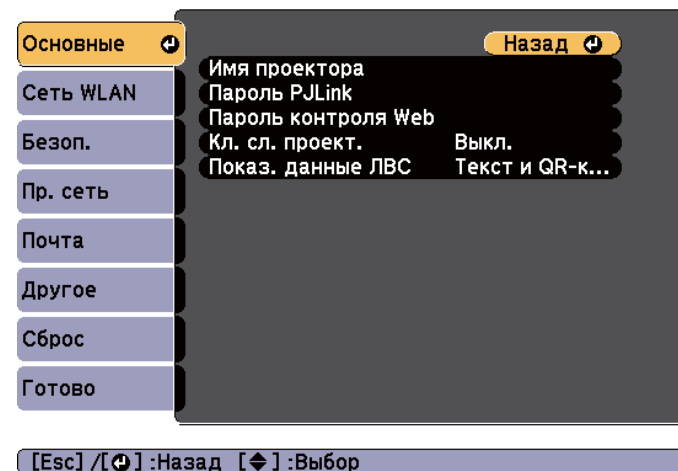 Основные
Назад
Имя проектора
Сеть WLAN
Пароль PJLink
Пароль контроля Web
Безоп.
Кл. сл. проект. Выкл.
Показ. данные ЛВС Текст и QR-к...
Пр. сеть
Почта
Другое
Сброс
Готово
[Esc] /[⏎] :Назад [◆] :Выбор